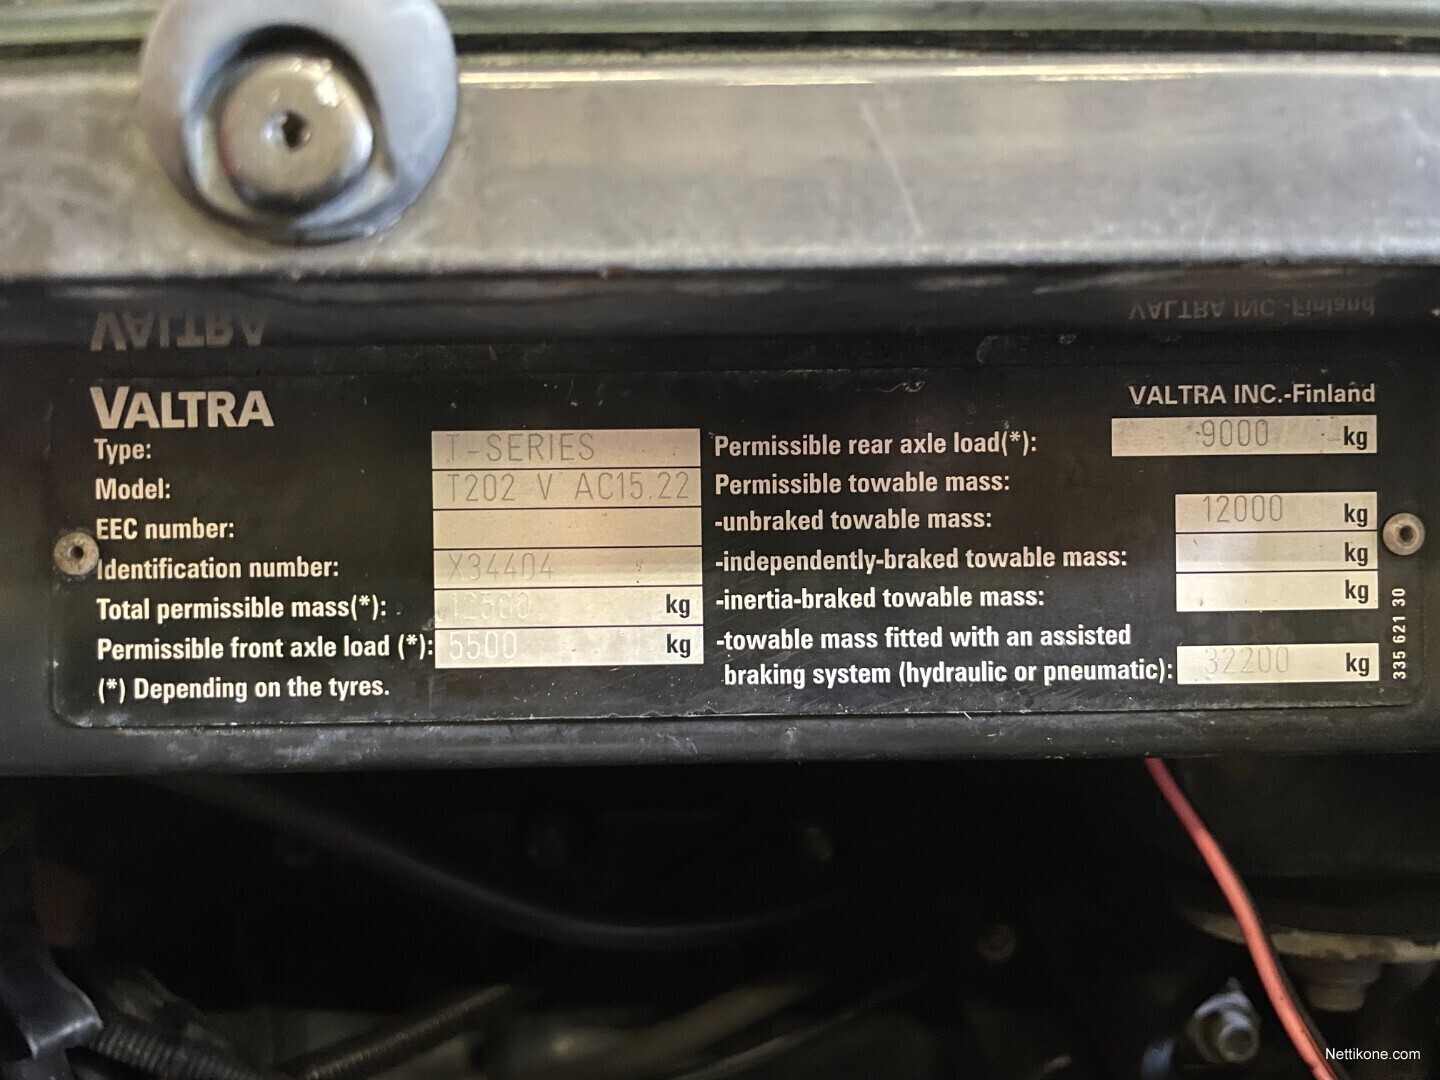 VALTRA
VALTRA INC.-Finland
VALTRA
Type: T-SERIES
Model: T202 V AC15.22
EEC number:
Identification number: X34404
Total permissible mass(*): 12500 kg
Permissible front axle load (*): 5500 kg
(*) Depending on the tyres.
VALTRA INC.-Finland
Permissible rear axle load(*): 9000 kg
Permissible towable mass:
-unbraked towable mass: 12000 kg
-independently-braked towable mass: kg
-inertia-braked towable mass: kg
-towable mass fitted with an assisted
braking system (hydraulic or pneumatic): 32200 kg
335 621 30
Nettikone.com